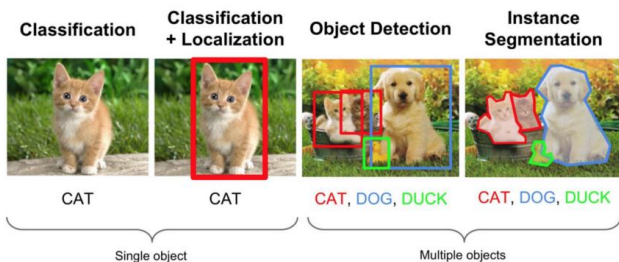 Classification
Classification
+ Localization
Object Detection
Instance
Segmentation
CAT
CAT
CAT, DOG, DUCK
CAT, DOG, DUCK
Single object
Multiple objects